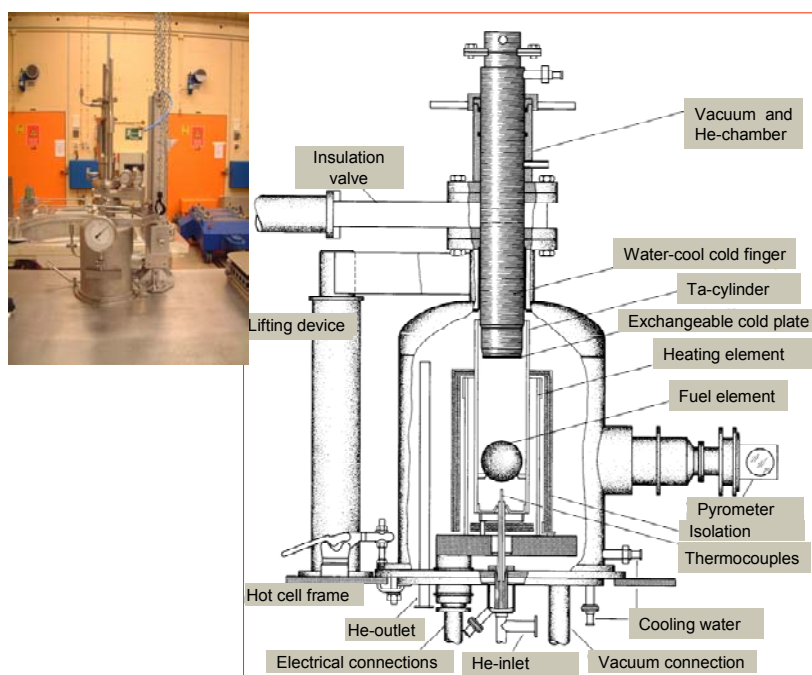 Vacuum and
He-chamber
Insulation
valve
Water-cool cold finger
Ta-cylinder
Exchangeable cold plate
Lifting device
Heating element
Fuel element
Pyrometer
Isolation
Thermocouples
Hot cell frame
He-outlet
Cooling water
Electrical connections
He-inlet
Vacuum connection